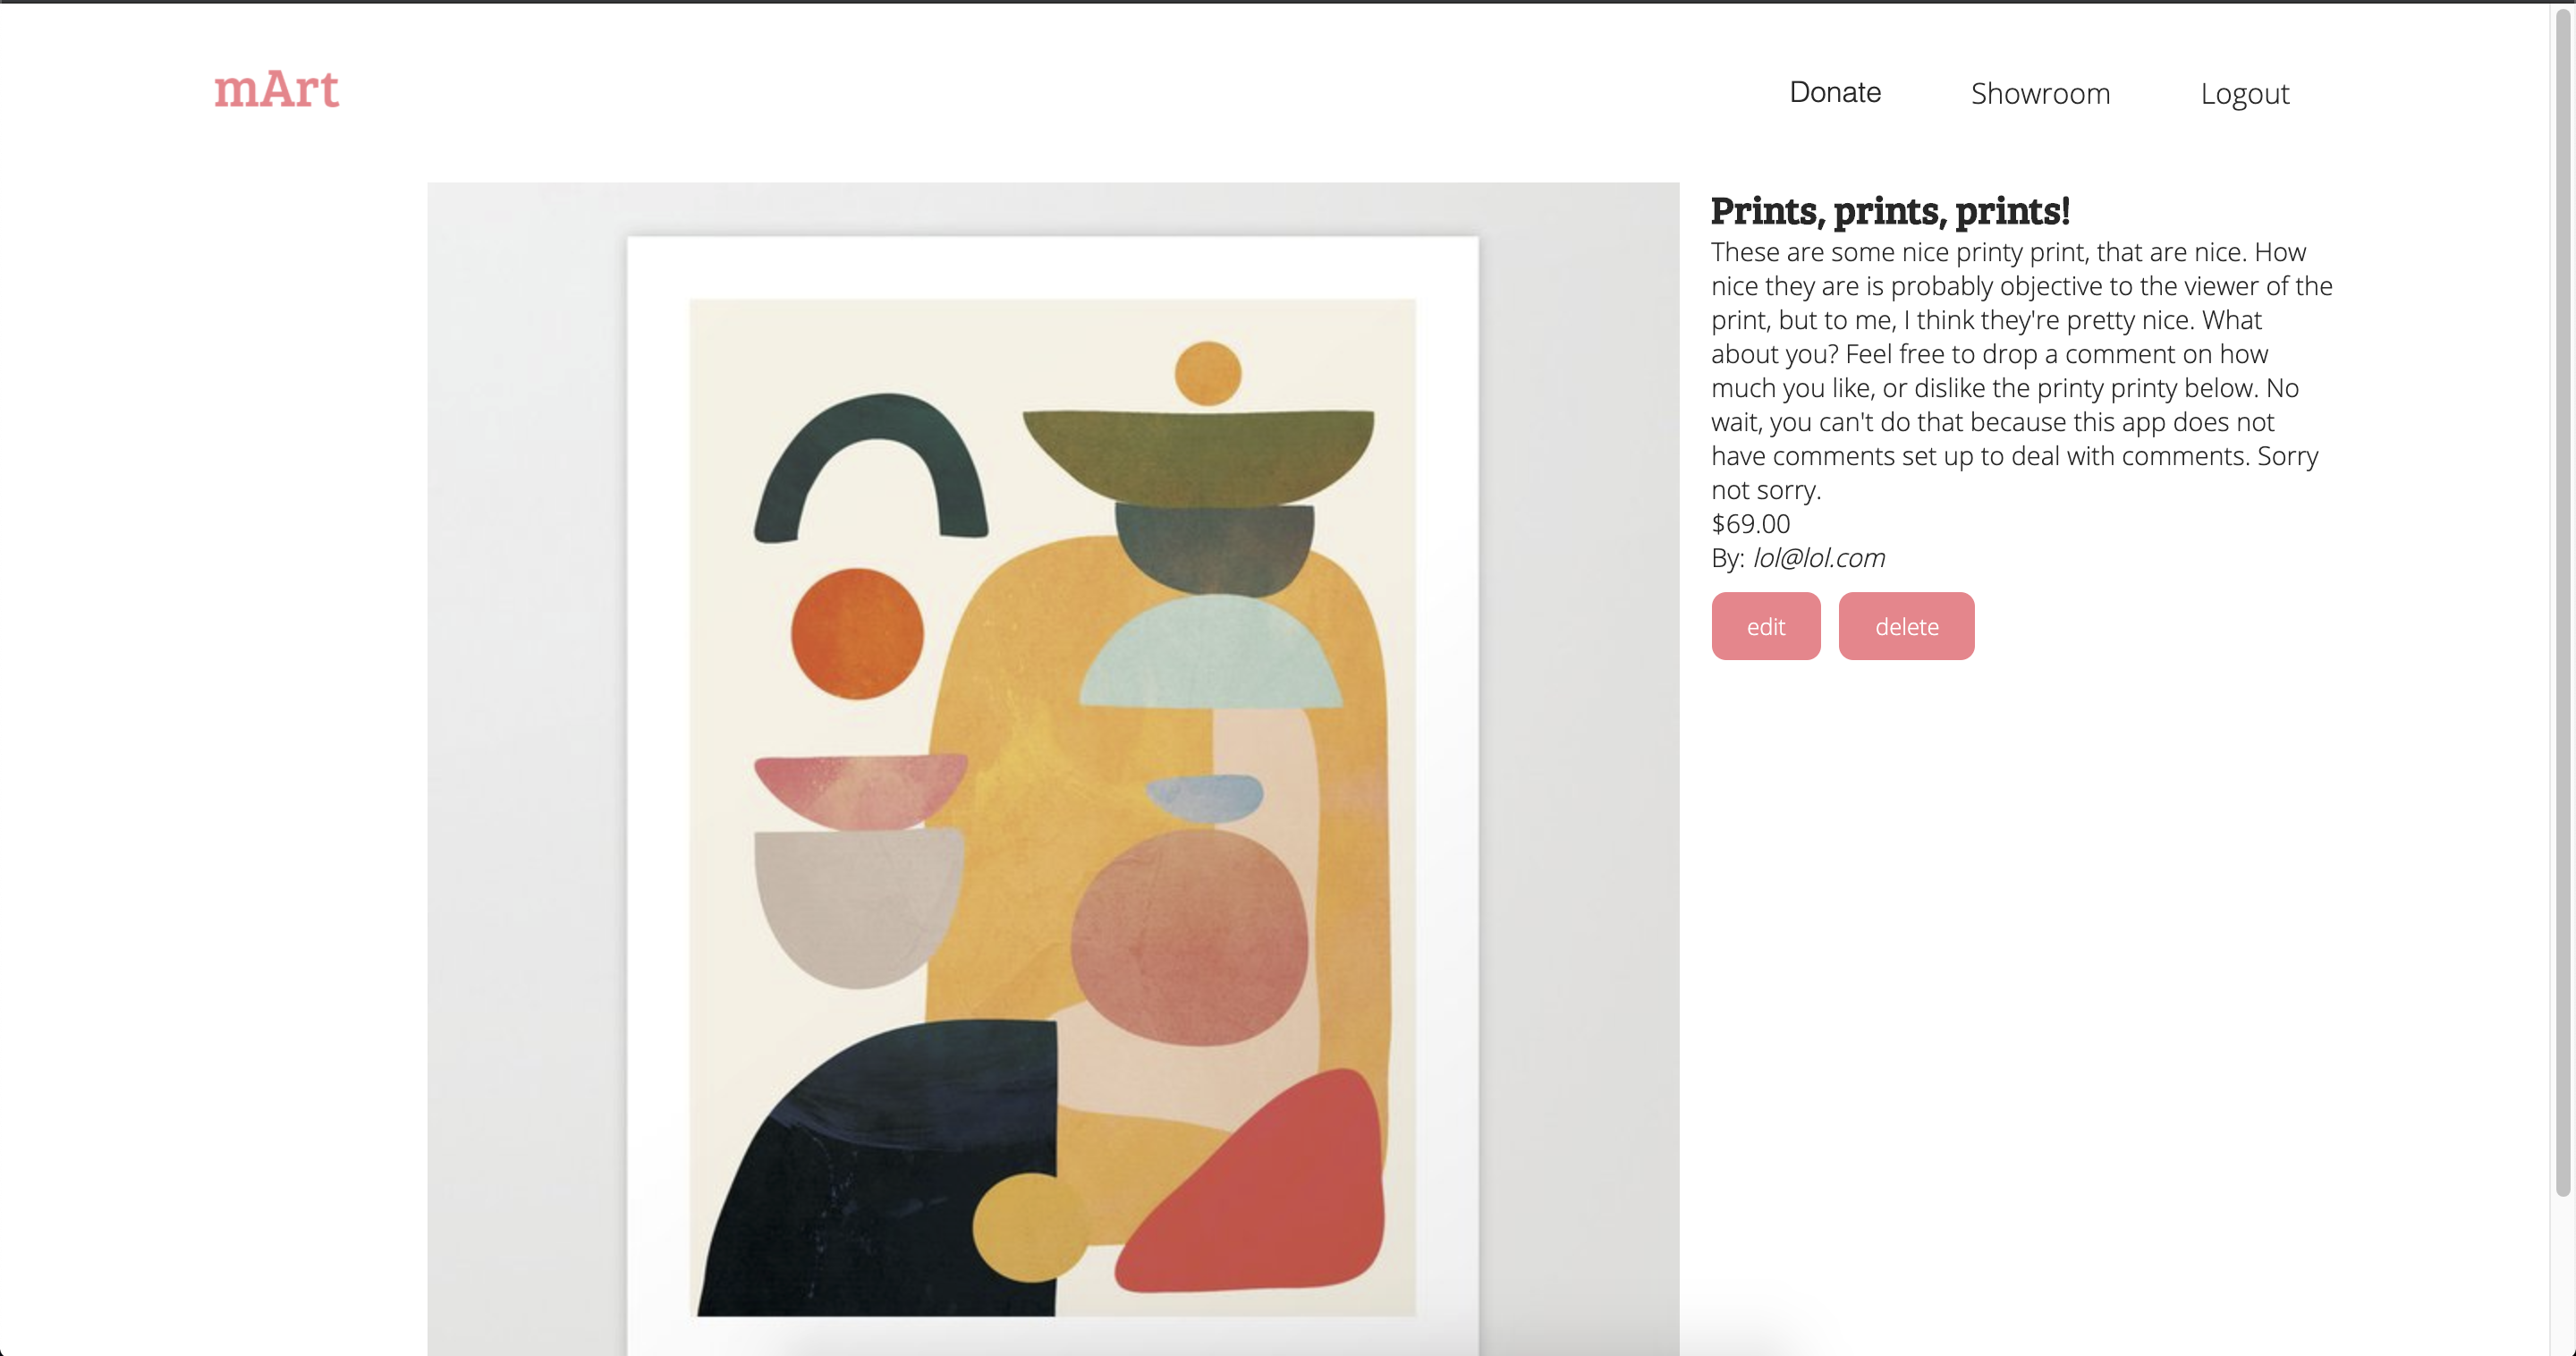 mArt
Donate
Showroom
Logout
Prints, prints, prints!
These are some nice printy print, that are nice. How
nice they are is probably objective to the viewer of the
print, but to me, I think they're pretty nice. What
about you? Feel free to drop a comment on how
much you like, or dislike the printy printy below. No
wait, you can't do that because this app does not
have comments set up to deal with comments. Sorry
not sorry.
$69.00
By: lol@lol.com
edit
delete